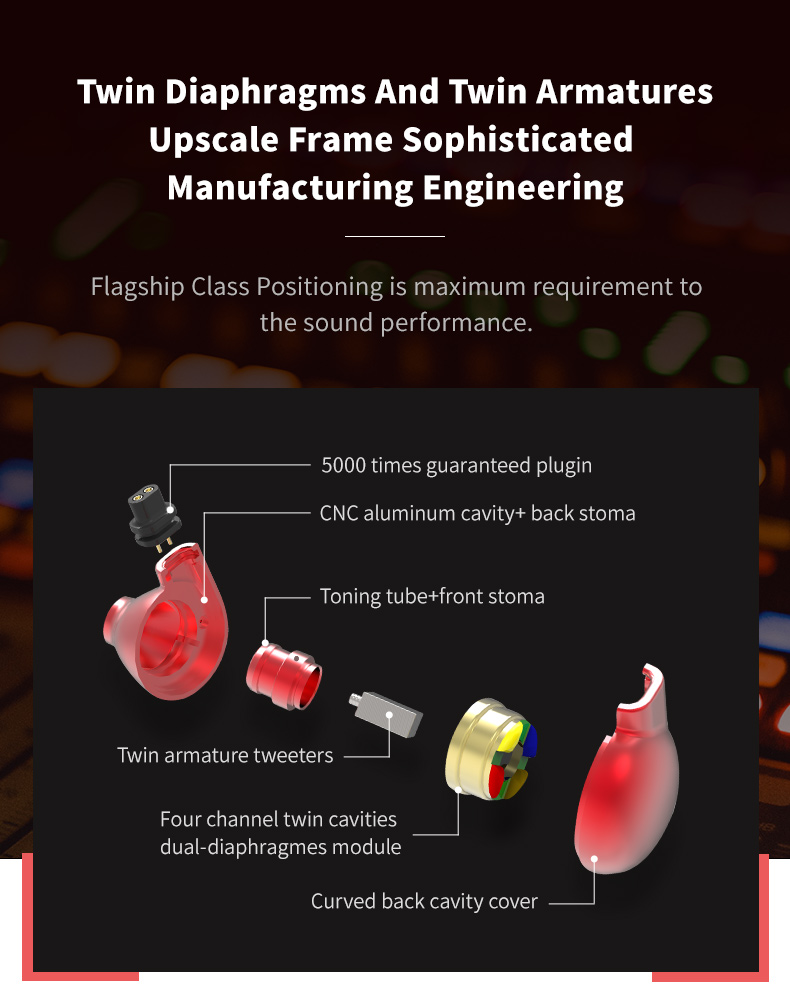 Twin Diaphragms And Twin Armatures
Upscale Frame Sophisticated
Manufacturing Engineering
Flagship Class Positioning is maximum requirement to
the sound performance.
5000 times guaranteed plugin
CNC aluminum cavity+ back stoma
Toning tube+front stoma
Twin armature tweeters
Four channel twin cavities
dual-diaphragmes module
Curved back cavity cover